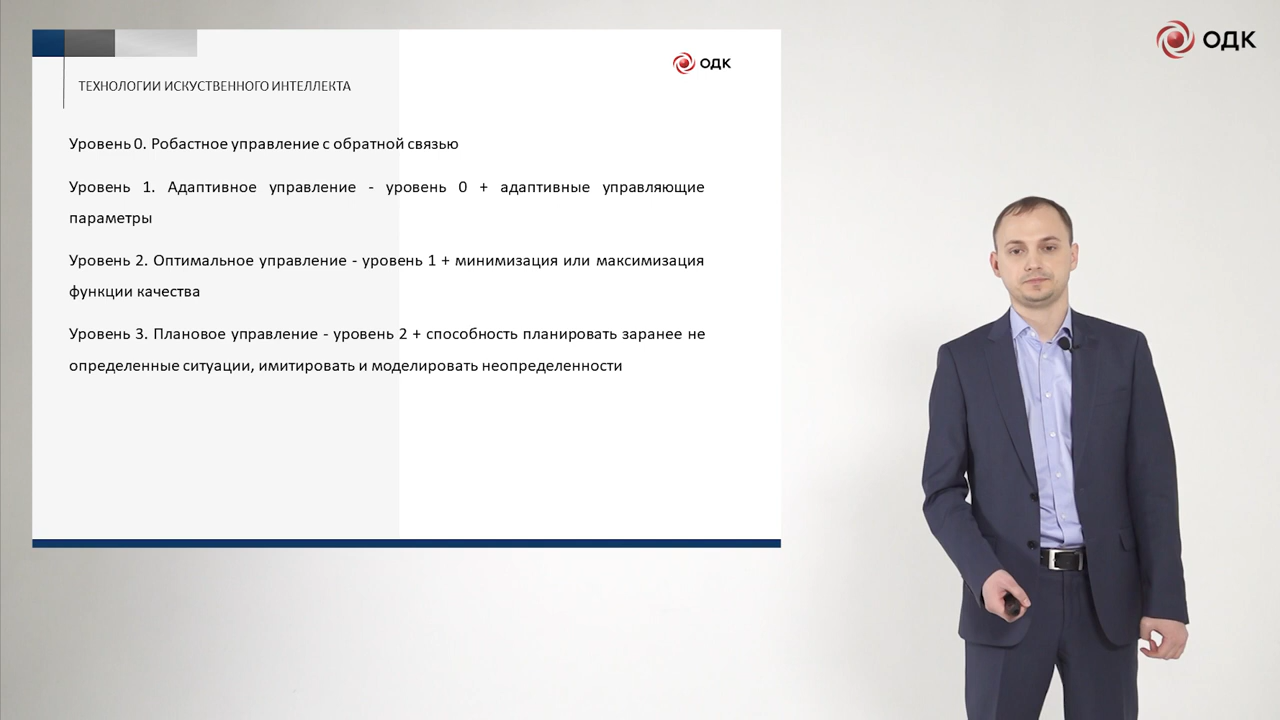 ОДК
ОДК
ТЕХНОЛОГИИ ИСКУСТВЕННОГО ИНТЕЛЛЕКТА
Уровень 0. Робастное управление с обратной связью
Уровень 1. Адаптивное управление - уровень 0 + адаптивные управляющие
параметры
Уровень 2. Оптимальное управление - уровень 1 + минимизация или максимизация
функции качества
Уровень 3. Плановое управление - уровень 2 + способность планировать заранее не
определенные ситуации, имитировать и моделировать неопределенности